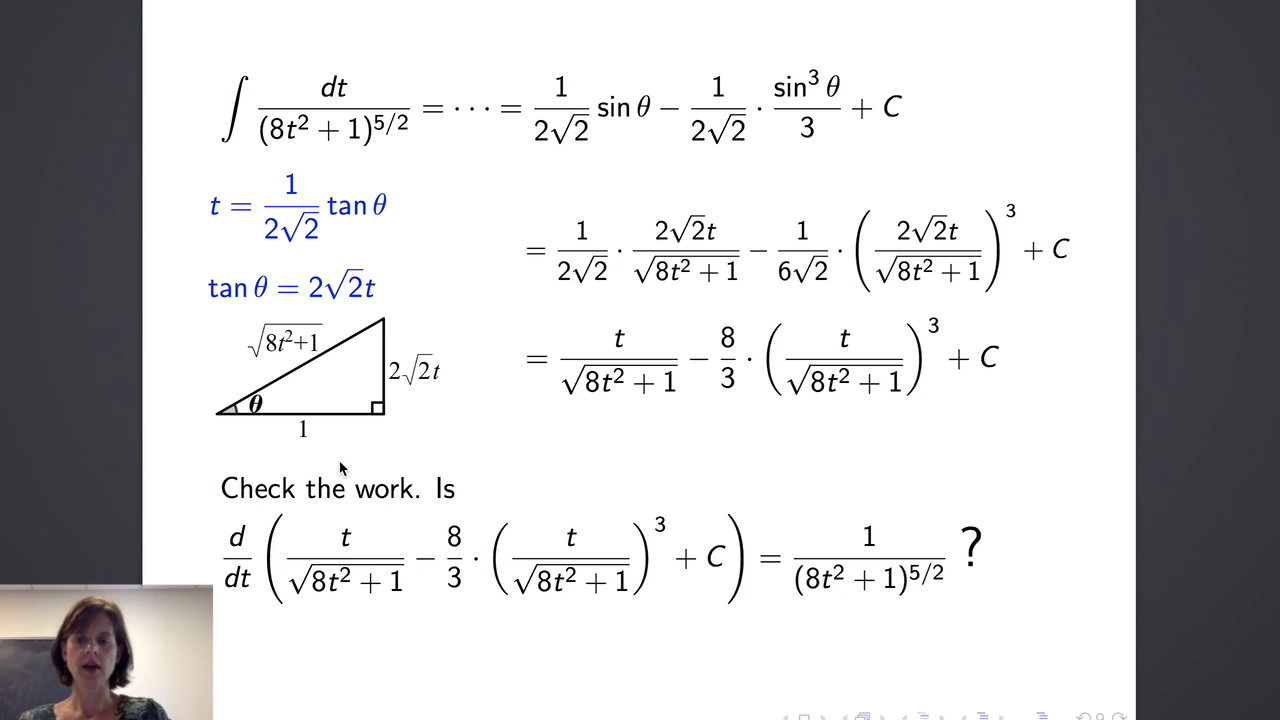 ∫ dt/(8t² + 1)^{5/2} = ··· = 1/(2√2) sin θ − 1/(2√2) · sin³ θ/3 + C
t = 1/(2√2) tan θ
= 1/(2√2) · 2√2t/√(8t² + 1) − 1/(6√2) · (2√2t/√(8t² + 1))³ + C
tan θ = 2√2t
√(8t²+1)
2√2t
θ
1
= t/√(8t² + 1) − 8/3 · (t/√(8t² + 1))³ + C
Check the work. Is
d/dt (t/√(8t² + 1) − 8/3 · (t/√(8t² + 1))³ + C) = 1/(8t² + 1)^{5/2} ?